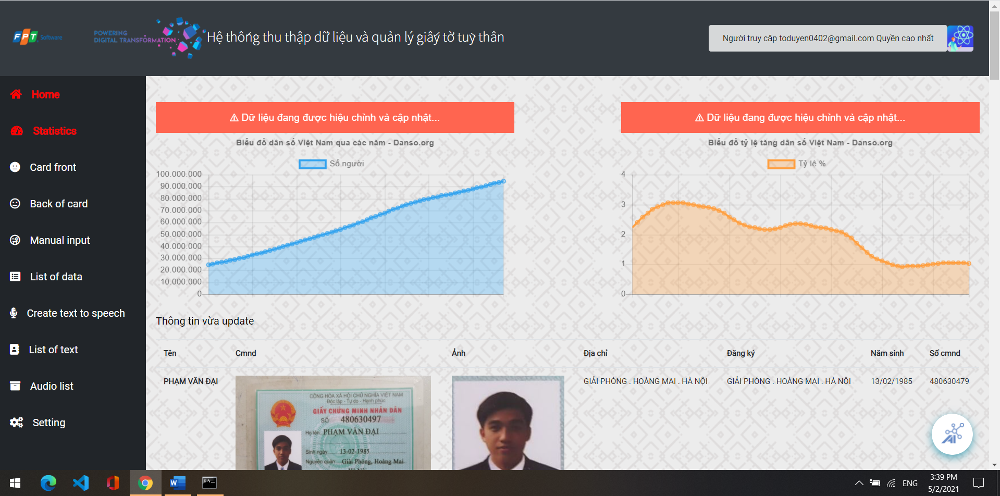 FPT Software
POWERING
DIGITAL TRANSFORMATION
Hệ thống thu thập dữ liệu và quản lý giấy tờ tuỳ thân
Người truy cập toduyen0402@gmail.com Quyền cao nhất
Home
Statistics
Card front
Back of card
Manual input
List of data
Create text to speech
List of text
Audio list
Setting
⚠ Dữ liệu đang được hiệu chỉnh và cập nhật...
Biểu đồ dân số Việt Nam qua các năm - Danso.org
Số người
100.000.000
90.000.000
80.000.000
70.000.000
60.000.000
50.000.000
40.000.000
30.000.000
20.000.000
10.000.000
0
⚠ Dữ liệu đang được hiệu chỉnh và cập nhật...
Biểu đồ tỷ lệ tăng dân số Việt Nam - Danso.org
Tỷ lệ %
4
3
2
1
0
Thông tin vừa update
Tên Cmnd Ảnh Địa chỉ Đăng ký Năm sinh Số cmnd
PHẠM VĂN ĐẠI GIẢI PHÓNG . HOÀNG MAI . HÀ NỘI GIẢI PHÓNG . HOÀNG MAI . HÀ NỘI 13/02/1985 480630479
CỘNG HÒA XÃ HỘI CHỦ NGHĨA VIỆT NAM
Độc lập - Tự do - Hạnh phúc
GIẤY CHỨNG MINH NHÂN DÂN
SỐ 480630497
Họ tên: PHẠM VĂN ĐẠI
Sinh ngày 13-02-1985
Nguyên quán: Giải Phóng, Hoàng Mai
AI
ENG
3:39 PM
5/2/2021